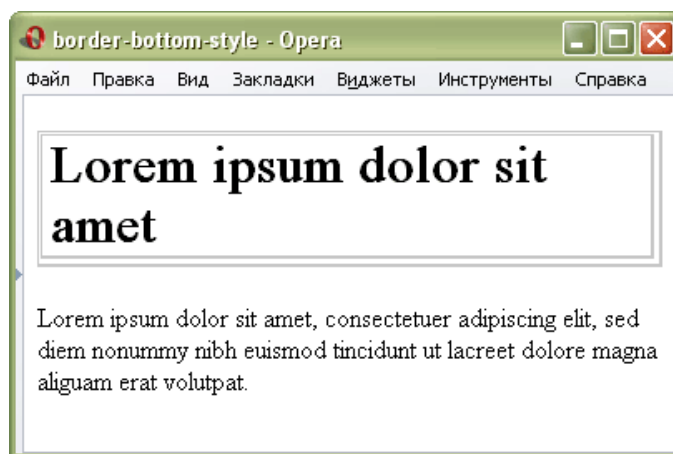 border-bottom-style - Opera
Файл Правка Вид Закладки Виджеты Инструменты Справка
Lorem ipsum dolor sit
amet
Lorem ipsum dolor sit amet, consectetuer adipiscing elit, sed
diem nonummy nibh euismod tincidunt ut lacreet dolore magna
aliguam erat volutpat.